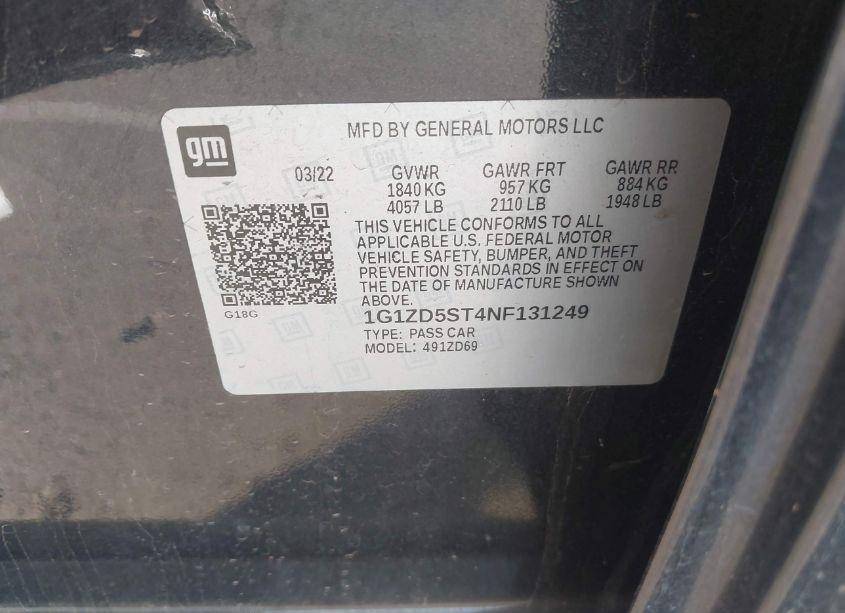 gm
MFD BY GENERAL MOTORS LLC
03/22 GVWR GAWR FRT GAWR RR
1840 KG 957 KG 884 KG
4057 LB 2110 LB 1948 LB
THIS VEHICLE CONFORMS TO ALL
APPLICABLE U.S. FEDERAL MOTOR
VEHICLE SAFETY, BUMPER, AND THEFT
PREVENTION STANDARDS IN EFFECT ON
THE DATE OF MANUFACTURE SHOWN
ABOVE.
G18G
1G1ZD5ST4NF131249
TYPE: PASS CAR
MODEL: 491ZD69